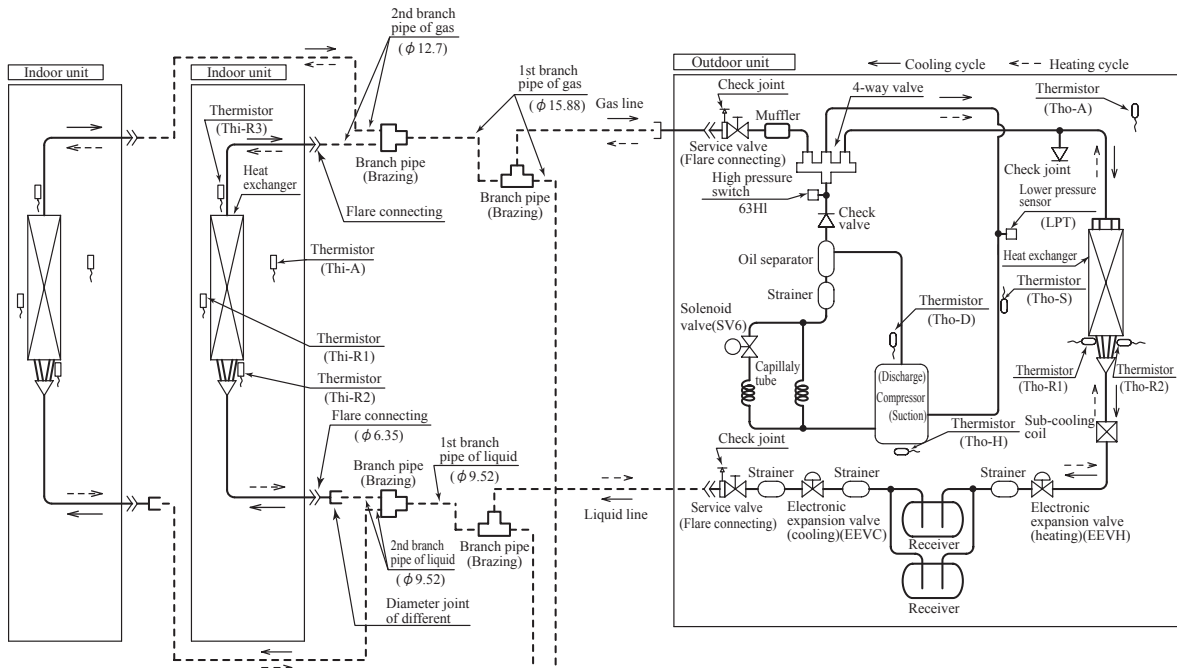 2nd branch
pipe of gas
(ϕ12.7)
1st branch
pipe of gas
(ϕ15.88)
Gas line
Indoor unit
Indoor unit
Outdoor unit
Cooling cycle
Heating cycle
Check joint
4-way valve
Thermistor
(Tho-A)
Muffler
Service valve
(Flare connecting)
Check joint
Thermistor
(Thi-R3)
Heat
exchanger
Branch pipe
(Brazing)
Branch pipe
(Brazing)
Flare connecting
High pressure
switch
63Hl
Check
valve
Lower pressure
sensor
(LPT)
Thermistor
(Thi-A)
Oil separator
Heat exchanger
Strainer
Thermistor
(Tho-S)
Solenoid
valve(SV6)
Thermistor
(Tho-D)
Thermistor
(Thi-R1)
Thermistor
(Thi-R2)
Capillaly
tube
(Discharge)
Compressor
(Suction)
Thermistor
(Tho-R1)
Thermistor
(Tho-R2)
Flare connecting
(ϕ6.35)
Thermistor
(Tho-H)
Sub-cooling
coil
1st branch
pipe of liquid
(ϕ9.52)
Branch pipe
(Brazing)
Check joint
Strainer
Strainer
Strainer
Liquid line
Service valve
(Flare connecting)
Electronic
expansion valve
(cooling)(EEVC)
Receiver
Electronic
expansion valve
(heating)(EEVH)
Branch pipe
(Brazing)
2nd branch
pipe of liquid
(ϕ9.52)
Diameter joint
of different
Receiver